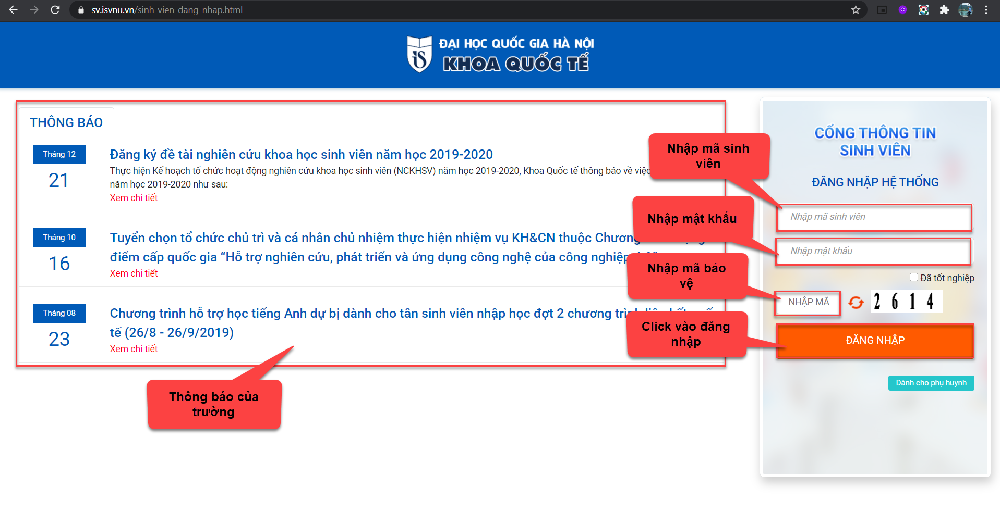 sv.isvnu.vn/sinh-vien-dang-nhap.html
ĐẠI HỌC QUỐC GIA HÀ NỘI
KHOA QUỐC TẾ
THÔNG BÁO
Tháng 12
21
Đăng ký đề tài nghiên cứu khoa học sinh viên năm học 2019-2020
Thực hiện Kế hoạch tổ chức hoạt động nghiên cứu khoa học sinh viên (NCKHSV) năm học 2019-2020, Khoa Quốc tế thông báo về việc
năm học 2019-2020 như sau:
Xem chi tiết
Tháng 10
16
Tuyển chọn tổ chức chủ trì và cá nhân chủ nhiệm thực hiện nhiệm vụ KH&CN thuộc Chương
điểm cấp quốc gia “Hỗ trợ nghiên cứu, phát triển và ứng dụng công nghệ của công nghiệp
Xem chi tiết
Tháng 08
23
Chương trình hỗ trợ học tiếng Anh dự bị dành cho tân sinh viên nhập học đợt 2 chương trình liên kết quốc
tế (26/8 - 26/9/2019)
Xem chi tiết
Thông báo của
trường
Nhập mã sinh
viên
Nhập mật khẩu
Nhập mã bảo
vệ
Click vào đăng
nhập
CỔNG THÔNG TIN
SINH VIÊN
ĐĂNG NHẬP HỆ THỐNG
Nhập mã sinh viên
Nhập mật khẩu
Đã tốt nghiệp
NHẬP MÃ
2 6 1 4
ĐĂNG NHẬP
Dành cho phụ huynh